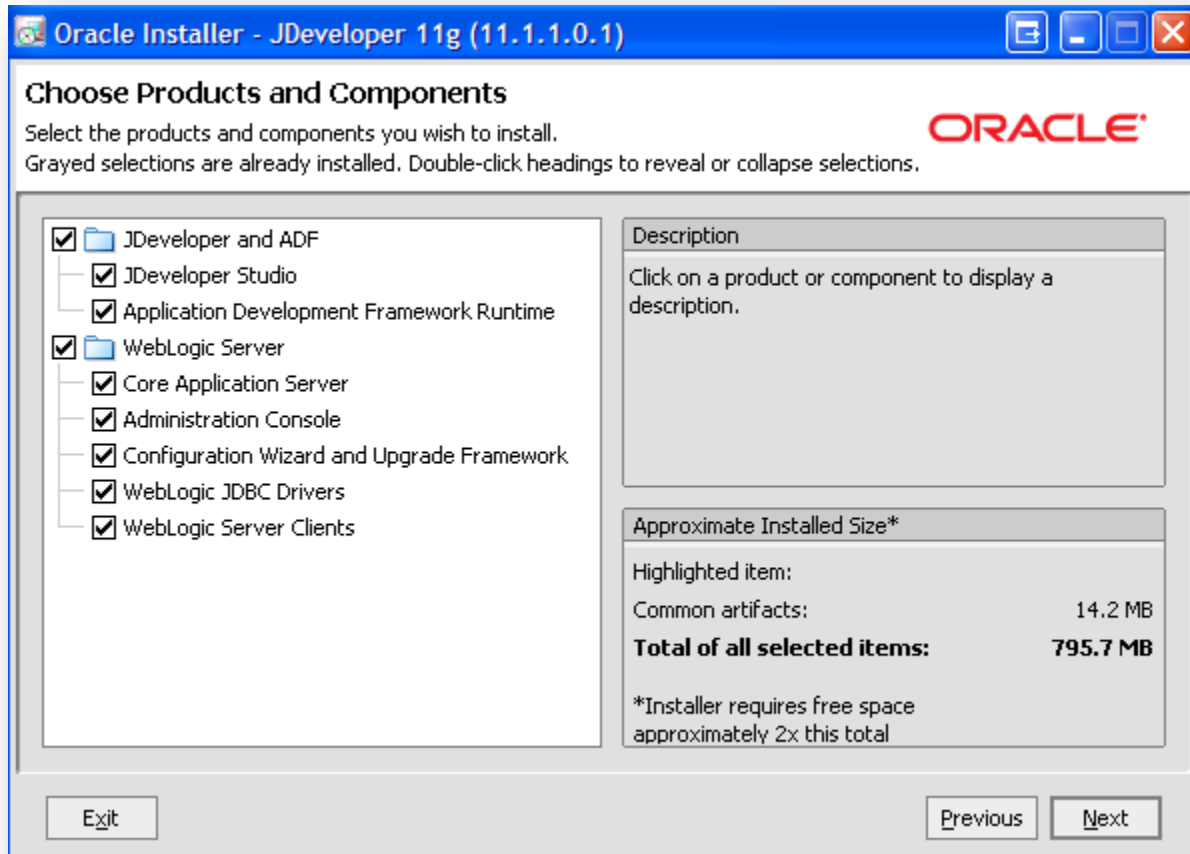 Oracle Installer - JDeveloper 11g (11.1.1.0.1)
Choose Products and Components
Select the products and components you wish to install.
Grayed selections are already installed. Double-click headings to reveal or collapse selections.
ORACLE
JDeveloper and ADF
JDeveloper Studio
Application Development Framework Runtime
WebLogic Server
Core Application Server
Administration Console
Configuration Wizard and Upgrade Framework
WebLogic JDBC Drivers
WebLogic Server Clients
Description
Click on a product or component to display a
description.
Approximate Installed Size*
Highlighted item:
Common artifacts: 14.2 MB
Total of all selected items: 795.7 MB
*Installer requires free space
approximately 2x this total
Exit
Previous
Next